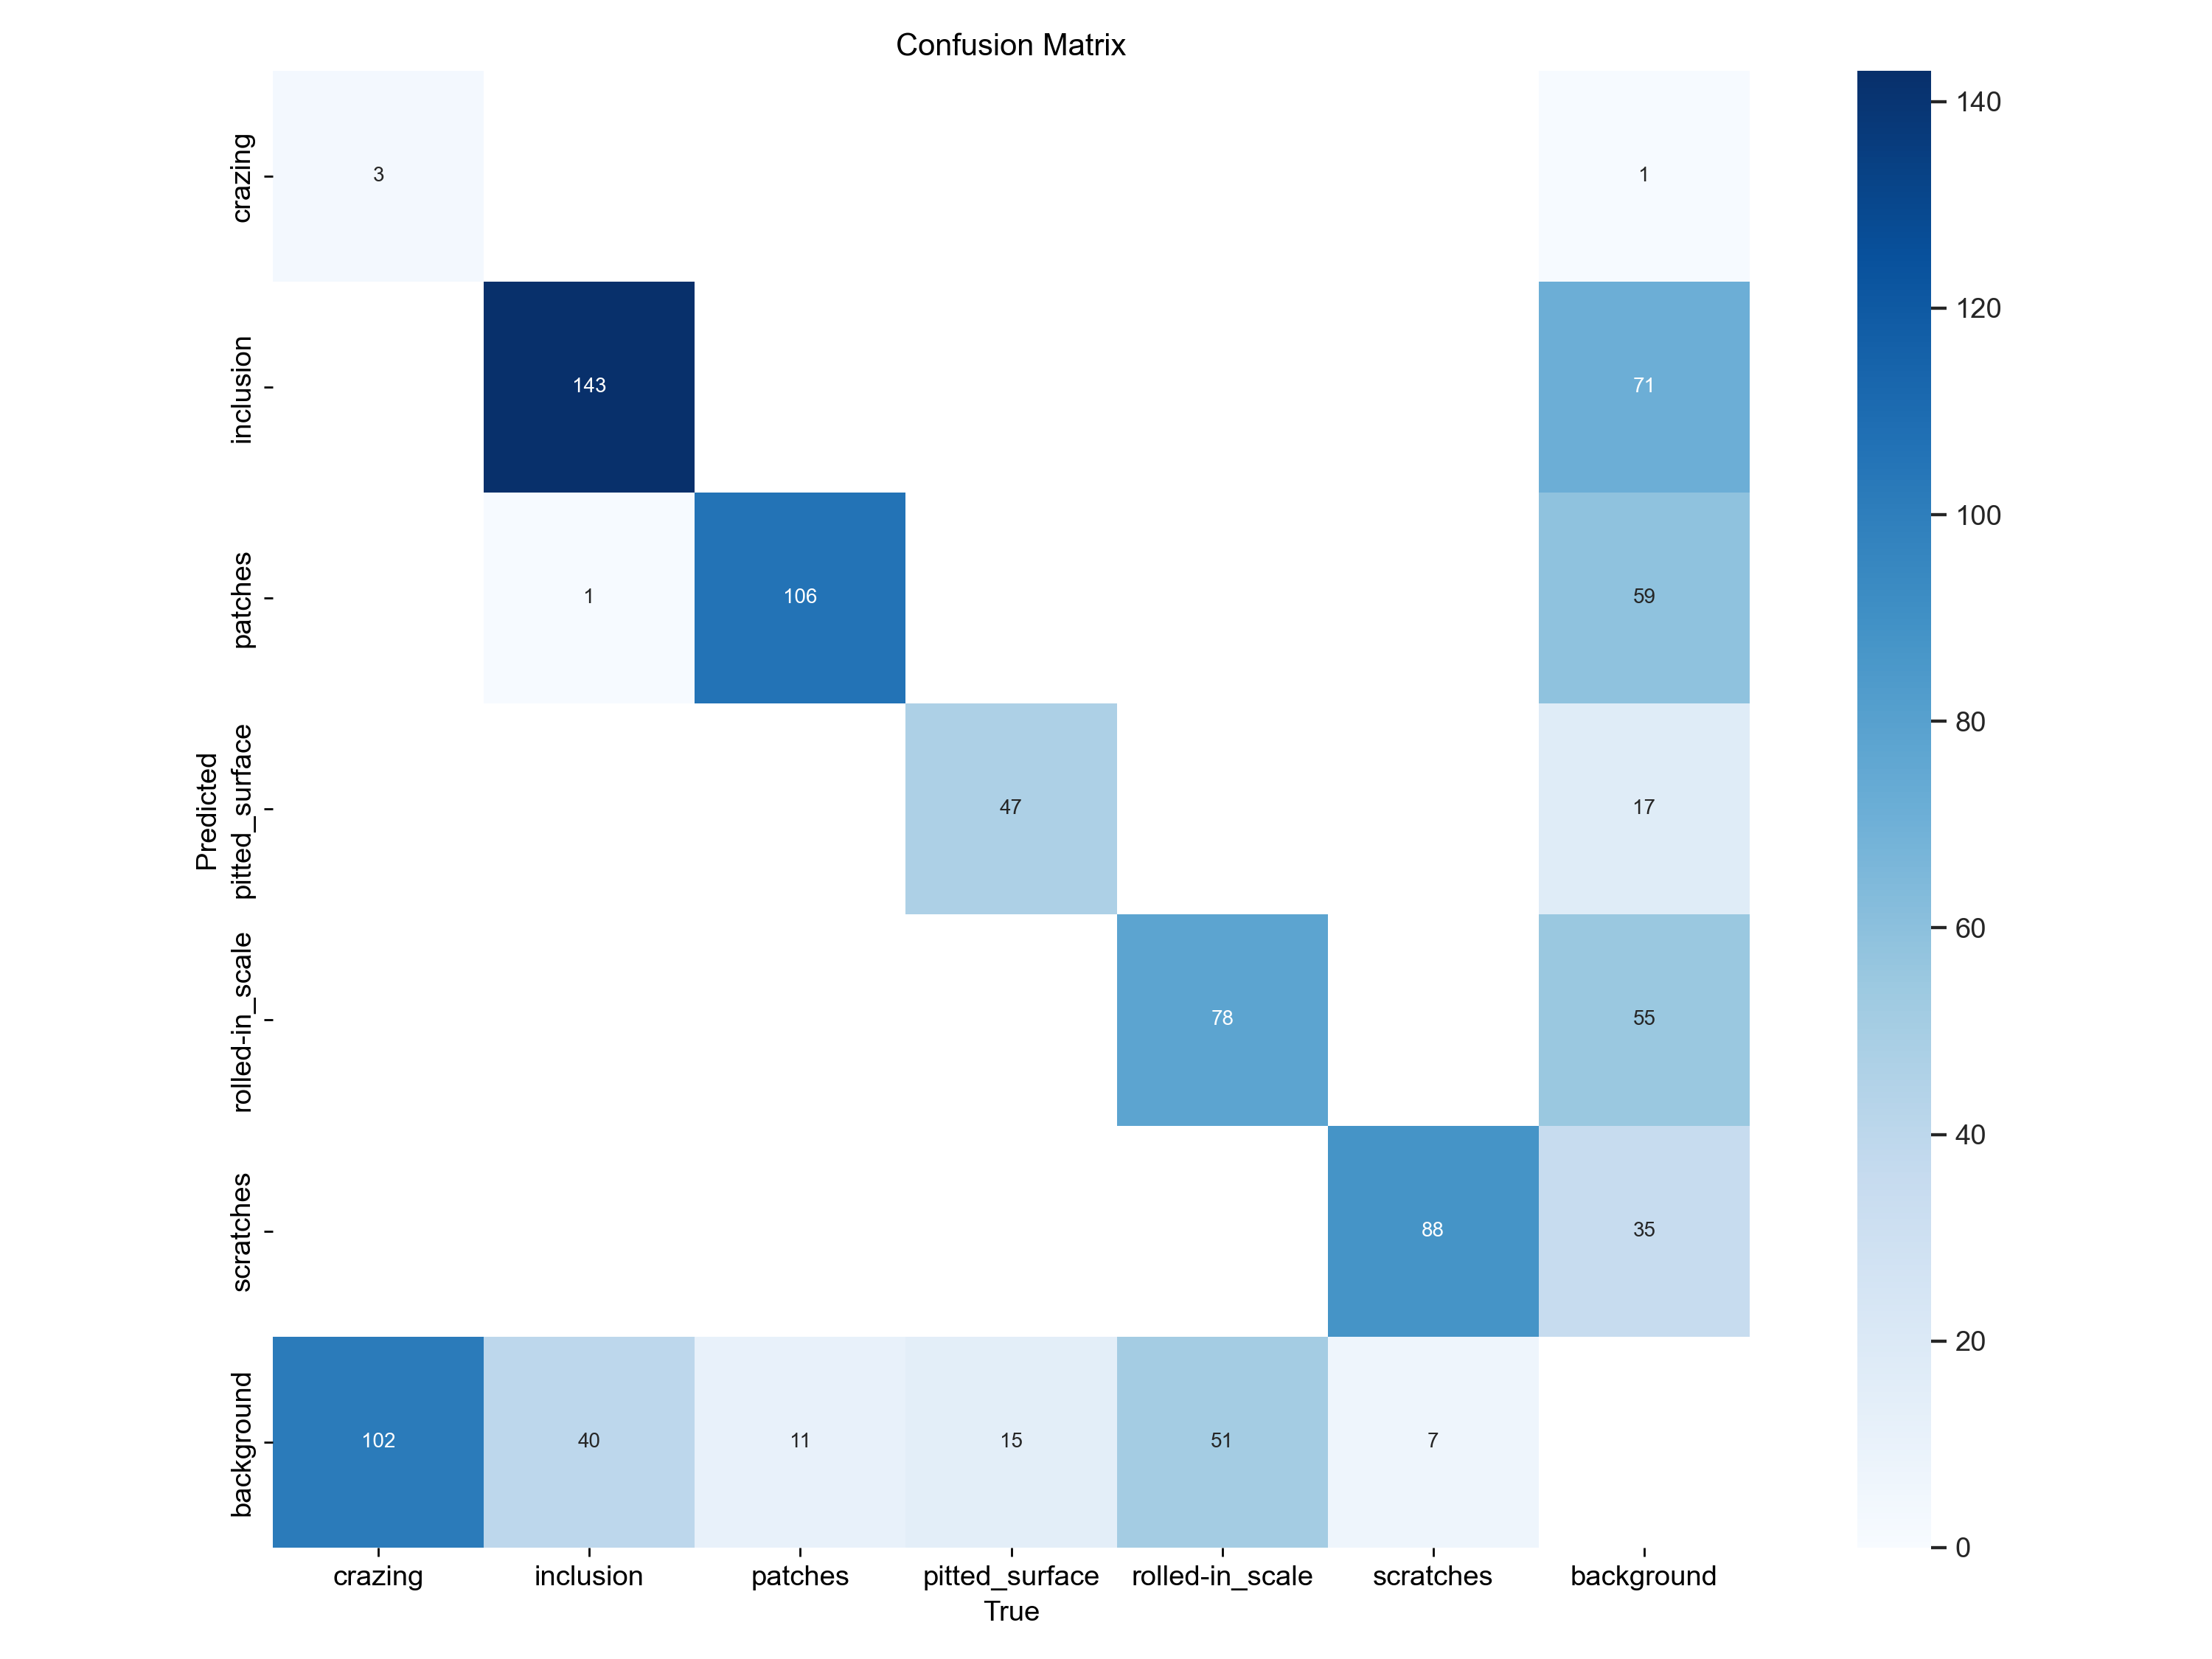 Confusion Matrix
crazing
3
1
140
inclusion
143
71
120
patches
1
106
59
100
Predicted
pitted_surface
47
17
80
rolled-in_scale
78
55
60
scratches
88
35
40
20
background
102
40
11
15
51
7
0
crazing
inclusion
patches
pitted_surface
rolled-in_scale
scratches
background
True